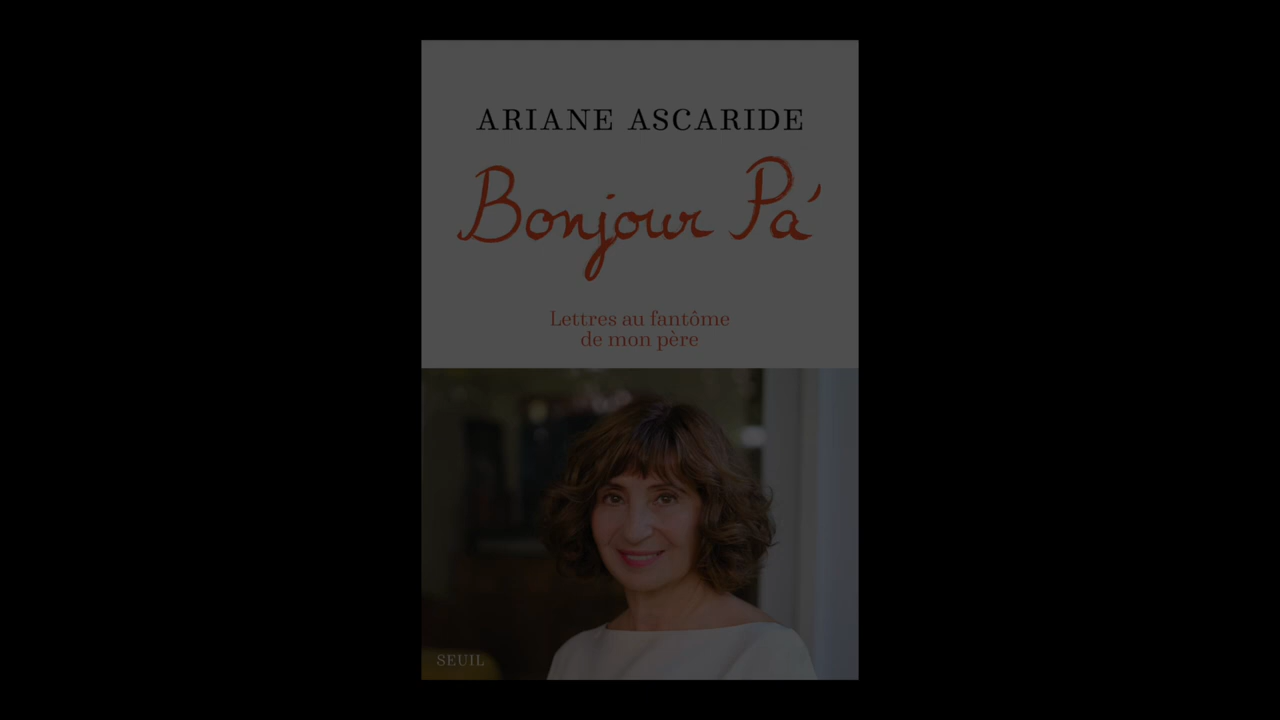 ARIANE ASCARIDE
Bonjour Pa'
Lettres au fantôme
de mon père
SEUIL